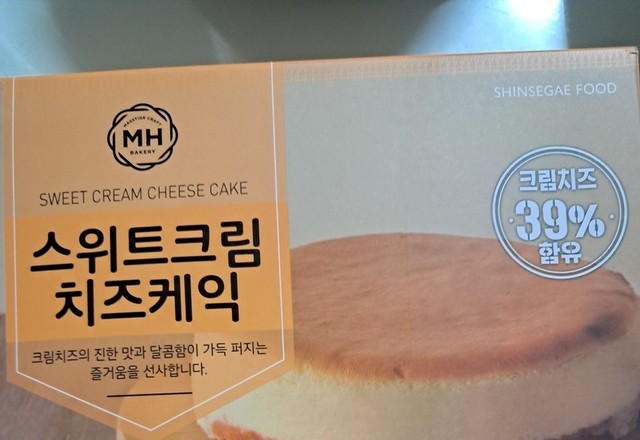 SHINSEGAE FOOD
PRESTIGE CRAFT
MH
BAKERY
SWEET CREAM CHEESE CAKE
스위트크림
치즈케익
크림치즈의 진한 맛과 달콤함이 가득 퍼지는
즐거움을 선사합니다.
크림치즈
39%
함유